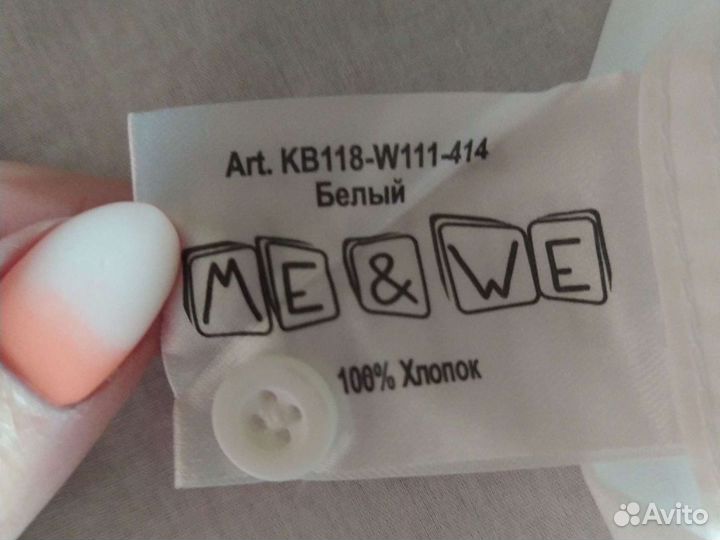 Art. KB118-W111-414
Белый
ME & WE
100% Хлопок
Avito